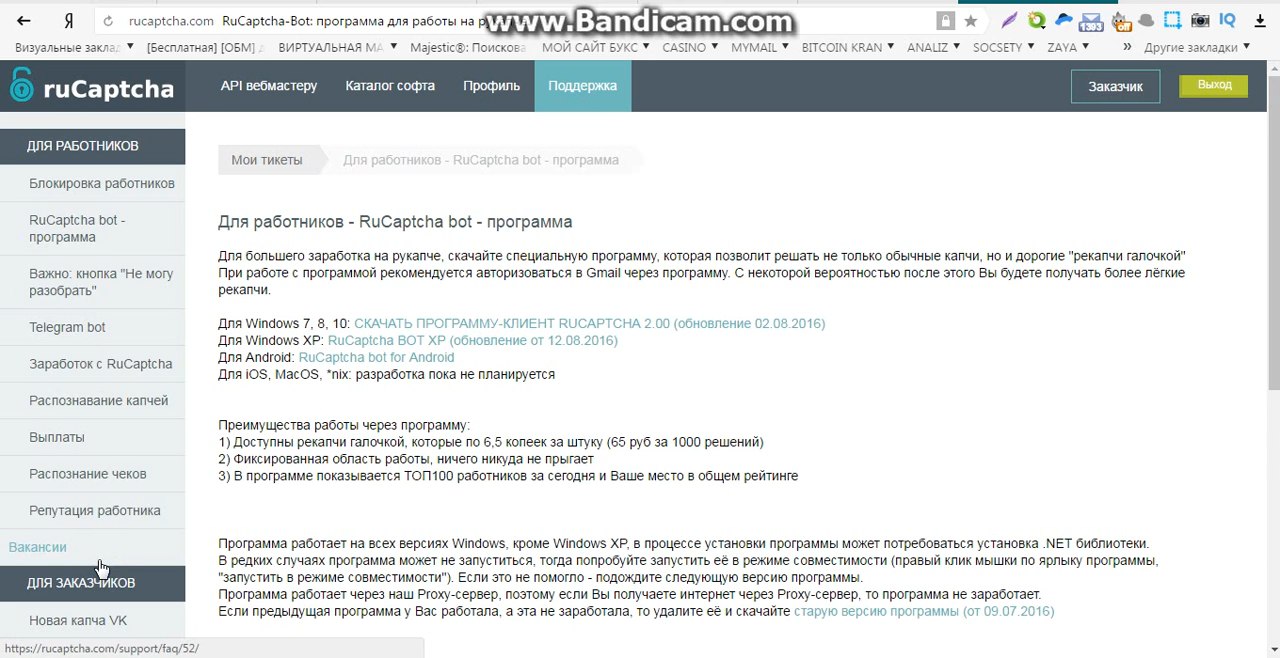 rucaptcha.com RuCaptcha-Bot: программа для работы на
www.Bandicam.com
Визуальные заклад
[Бесплатная] [ОБМ]
ВИРТУАЛЬНАЯ МА
Majestic®: Поискова
МОЙ САЙТ БУКС
CASINO
MYMAIL
BITCOIN KRAN
ANALIZ
SOCSETY
ZAYA
» Другие закладки
ruCaptcha
API вебмастеру
Каталог софта
Профиль
Поддержка
Заказчик
Выход
ДЛЯ РАБОТНИКОВ
Блокировка работников
RuCaptcha bot -
программа
Важно: кнопка "Не могу
разобрать"
Telegram bot
Заработок с RuCaptcha
Распознавание капчей
Выплаты
Распознание чеков
Репутация работника
Вакансии
ДЛЯ ЗАКАЗЧИКОВ
Новая капча VK
https://rucaptcha.com/support/faq/52/
Мои тикеты
Для работников - RuCaptcha bot - программа
Для работников - RuCaptcha bot - программа
Для большего заработка на рукапче, скачайте специальную программу, которая позволит решать не только обычные капчи, но и дорогие "рекапчи галочкой"
При работе с программой рекомендуется авторизоваться в Gmail через программу. С некоторой вероятностью после этого Вы будете получать более лёгкие
рекапчи.
Для Windows 7, 8, 10: СКАЧАТЬ ПРОГРАММУ-КЛИЕНТ RUCAPTCHA 2.00 (обновление 02.08.2016)
Для Windows XP: RuCaptcha BOT XP (обновление от 12.08.2016)
Для Android: RuCaptcha bot for Android
Для iOS, MacOS, *nix: разработка пока не планируется
Преимущества работы через программу:
1) Доступны рекапчи галочкой, которые по 6,5 копеек за штуку (65 руб за 1000 решений)
2) Фиксированная область работы, ничего никуда не прыгает
3) В программе показывается ТОП100 работников за сегодня и Ваше место в общем рейтинге
Программа работает на всех версиях Windows, кроме Windows XP, в процессе установки программы может потребоваться установка .NET библиотеки.
В редких случаях программа может не запуститься, тогда попробуйте запустить её в режиме совместимости (правый клик мышки по ярлыку программы,
"запустить в режиме совместимости"). Если это не помогло - подождите следующую версию программы.
Программа работает через наш Proxy-сервер, поэтому если Вы получаете интернет через Proxy-сервер, то программа не заработает.
Если предыдущая программа у Вас работала, а эта не заработала, то удалите её и скачайте старую версию программы (от 09.07.2016)